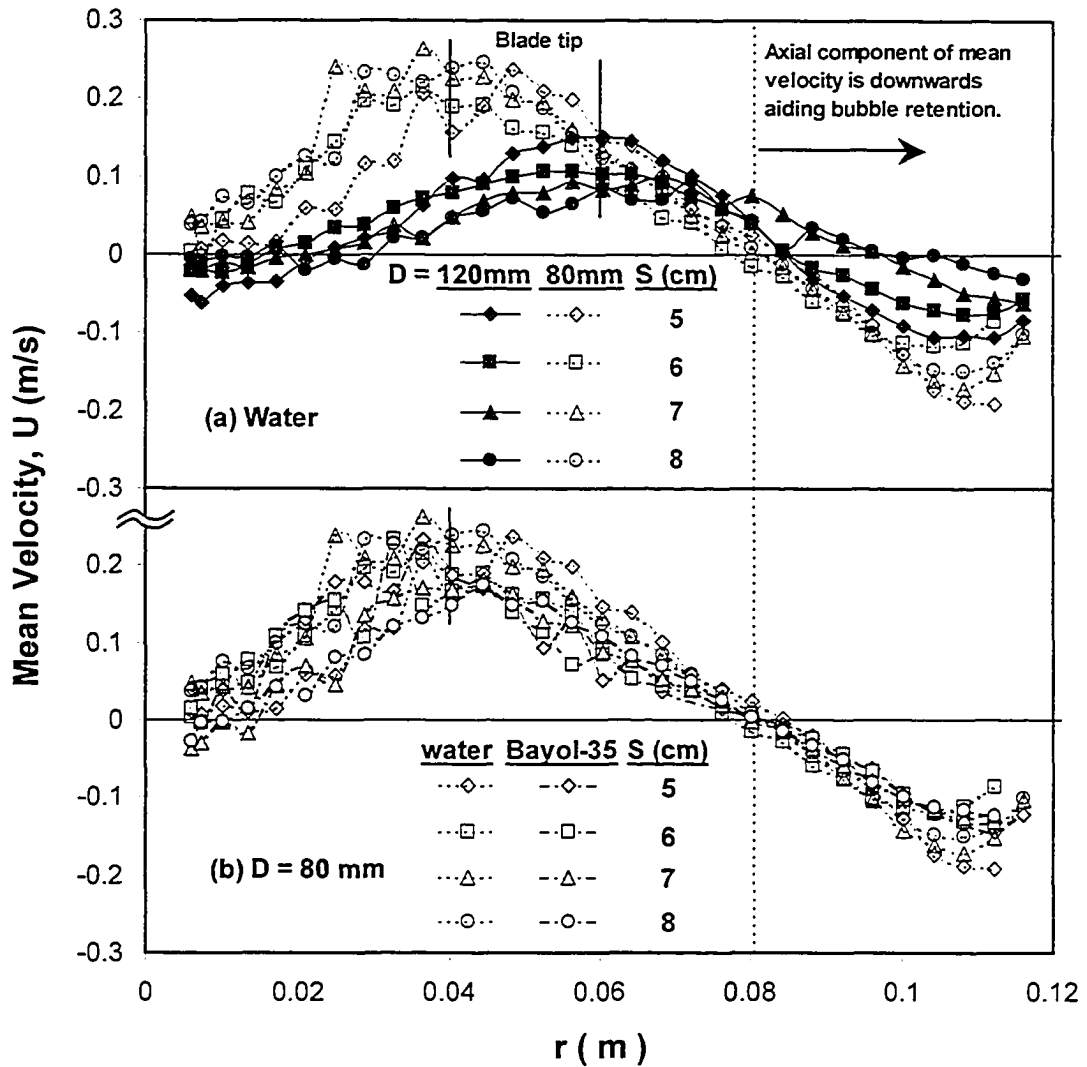 0.3
Blade tip
Axial component of mean
velocity is downwards
aiding bubble retention.
0.2
0.1
0
D = 120mm 80mm S (cm)
5
-0.1
6
7
-0.2
(a) Water
8
-0.3
Mean Velocity, U (m/s)
0.2
0.1
0
water Bayol-35 S (cm)
5
-0.1
6
7
-0.2
(b) D = 80 mm
8
-0.3
0 0.02 0.04 0.06 0.08 0.1 0.12
r ( m )